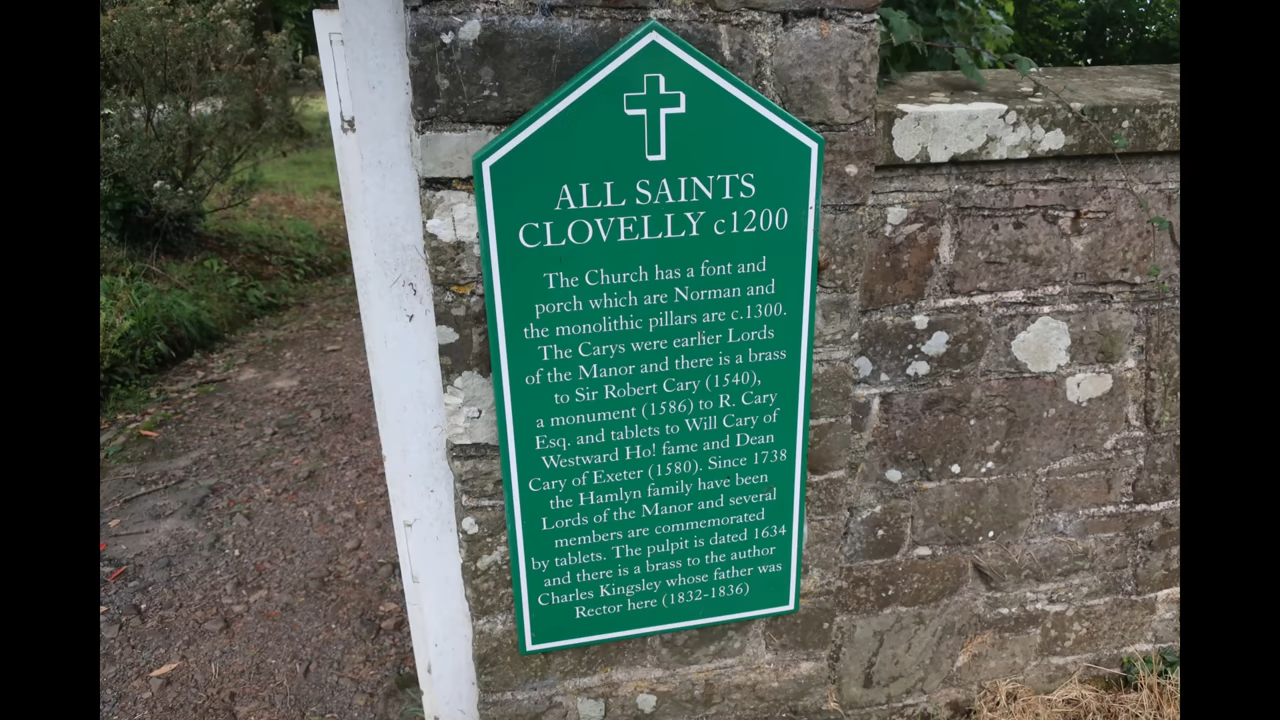 ALL SAINTS
CLOVELLY c1200
The Church has a font and
porch which are Norman and
the monolithic pillars are c.1300.
The Carys were earlier Lords
of the Manor and there is a brass
to Sir Robert Cary (1540),
a monument (1586) to R. Cary
Esq. and tablets to Will Cary of
Westward Ho! fame and Dean
Cary of Exeter (1580). Since 1738
the Hamlyn family have been
Lords of the Manor and several
members are commemorated
by tablets. The pulpit is dated 1634
and there is a brass to the author
Charles Kingsley whose father was
Rector here (1832-1836)